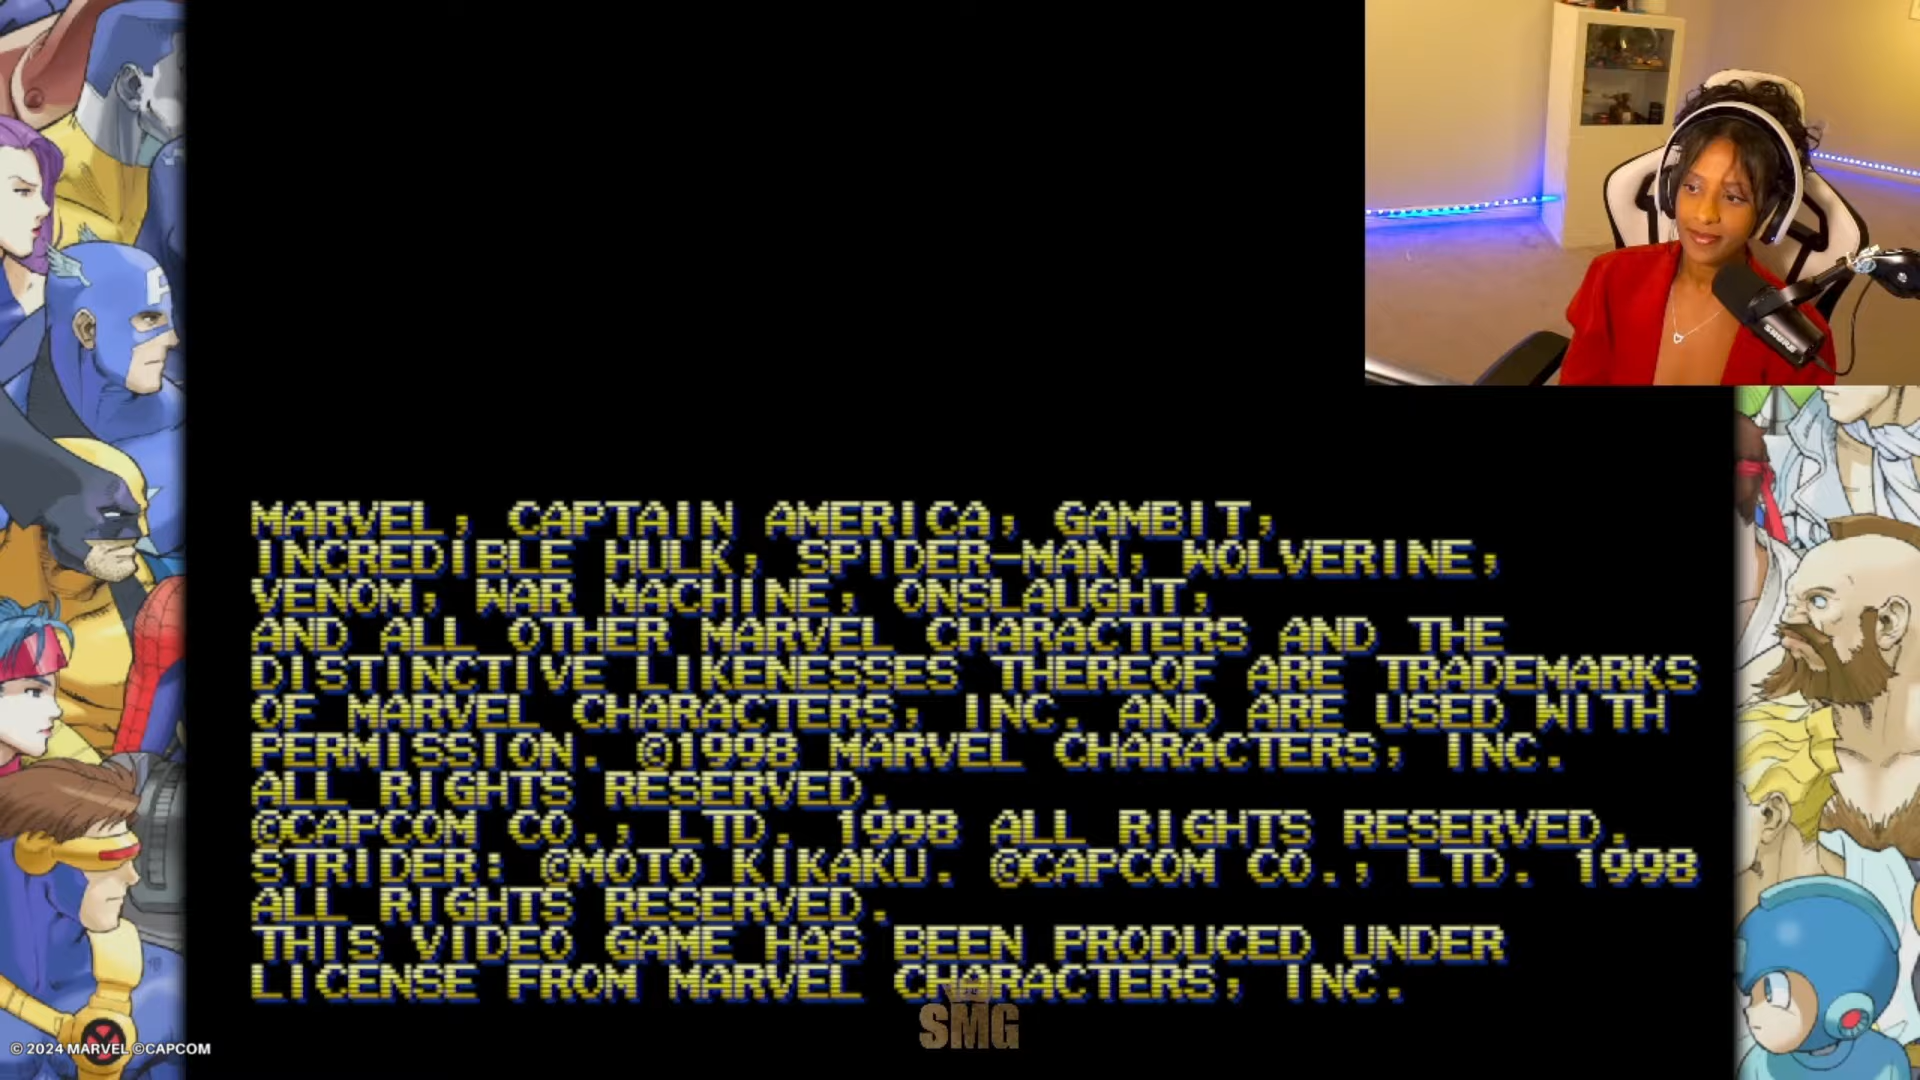 MARVEL, CAPTAIN AMERICA, GAMBIT,
INCREDIBLE HULK, SPIDER-MAN, WOLVERINE,
VENOM, WAR MACHINE, ONSLAUGHT,
AND ALL OTHER MARVEL CHARACTERS AND THE
DISTINCTIVE LIKENESSES THEREOF ARE TRADEMARKS
OF MARVEL CHARACTERS, INC. AND ARE USED WITH
PERMISSION. ©1998 MARVEL CHARACTERS, INC.
ALL RIGHTS RESERVED.
©CAPCOM CO., LTD. 1998 ALL RIGHTS RESERVED.
STRIDER: ©MOTO KIKAKU. ©CAPCOM CO., LTD. 1998
ALL RIGHTS RESERVED.
THIS VIDEO GAME HAS BEEN PRODUCED UNDER
LICENSE FROM MARVEL CHARACTERS, INC.
SMG
© 2024 MARVEL ©CAPCOM
SHURE